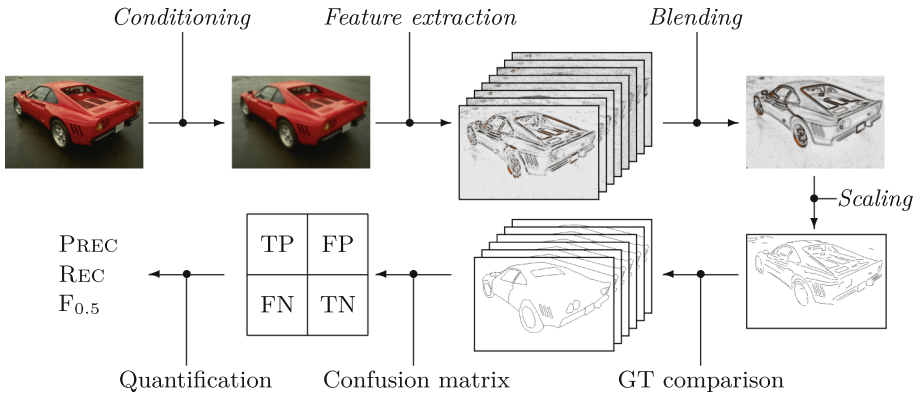 Conditioning
Feature extraction
Blending
Scaling
PREC
REC
F0.5
TP FP
FN TN
Quantification
Confusion matrix
GT comparison